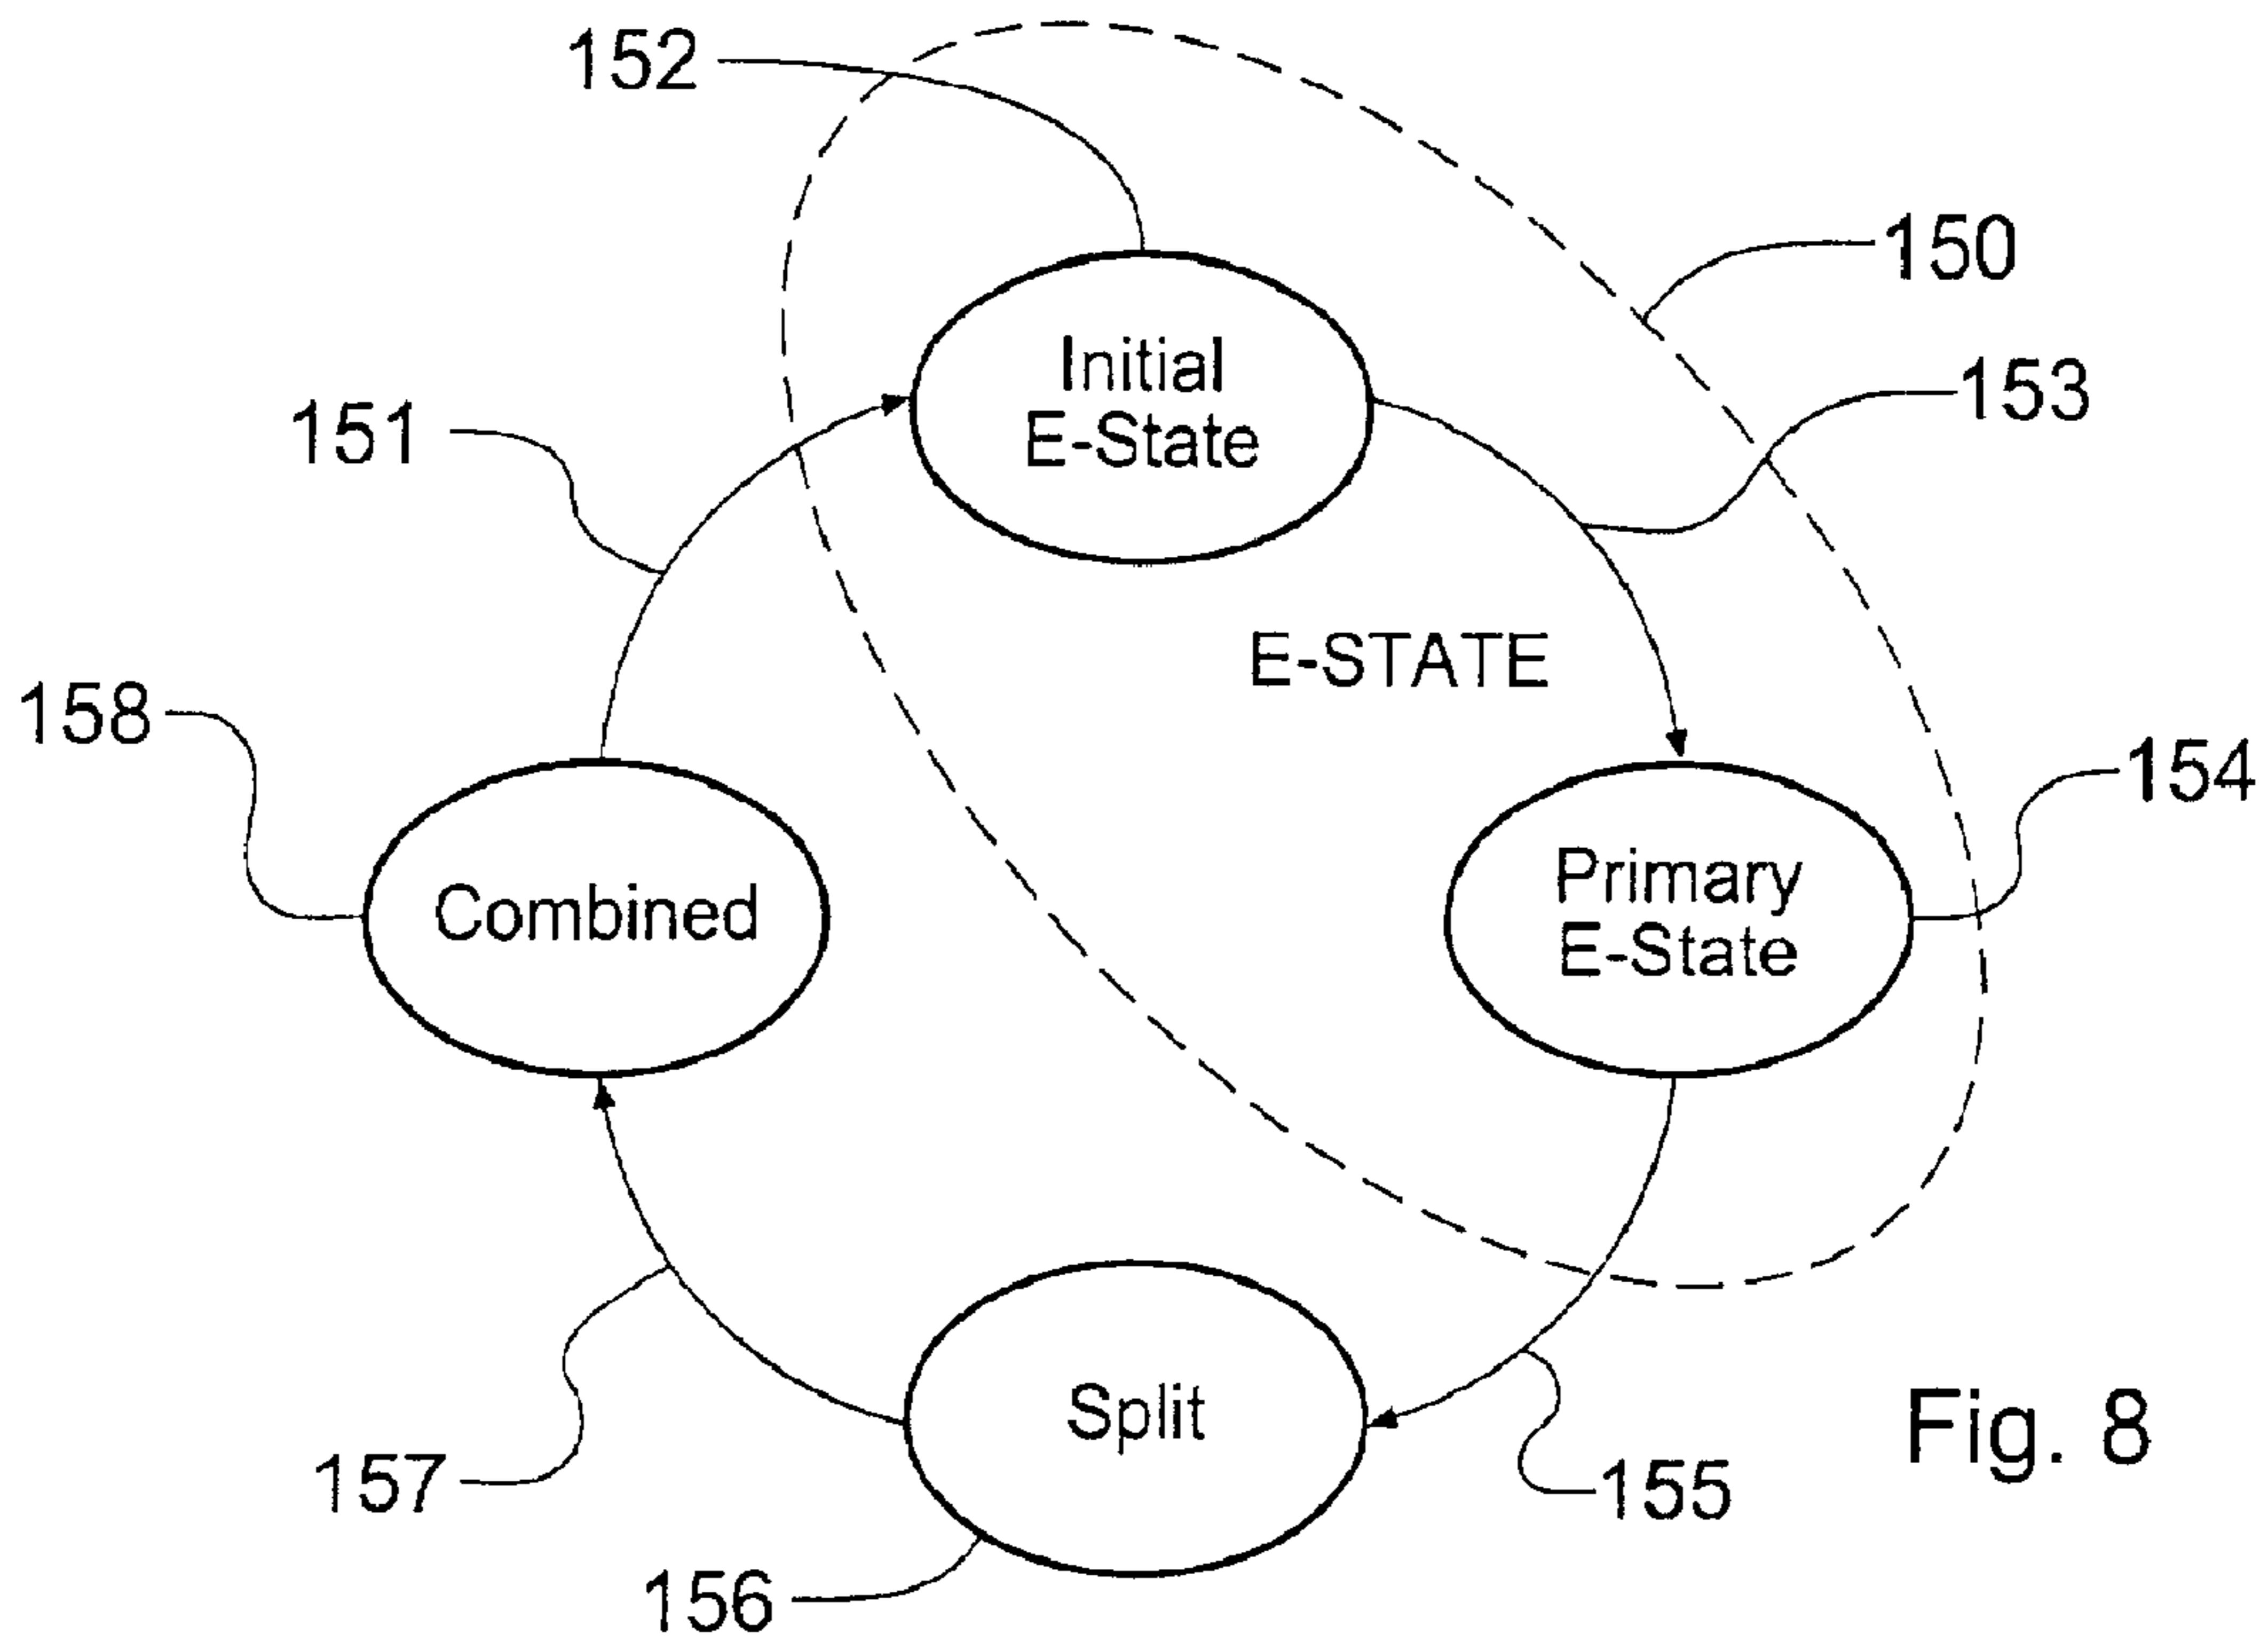 152
150
Initial
E-State
153
151
E-STATE
158
154
Primary
E-State
Combined
Split
Fig. 8
157
155
156